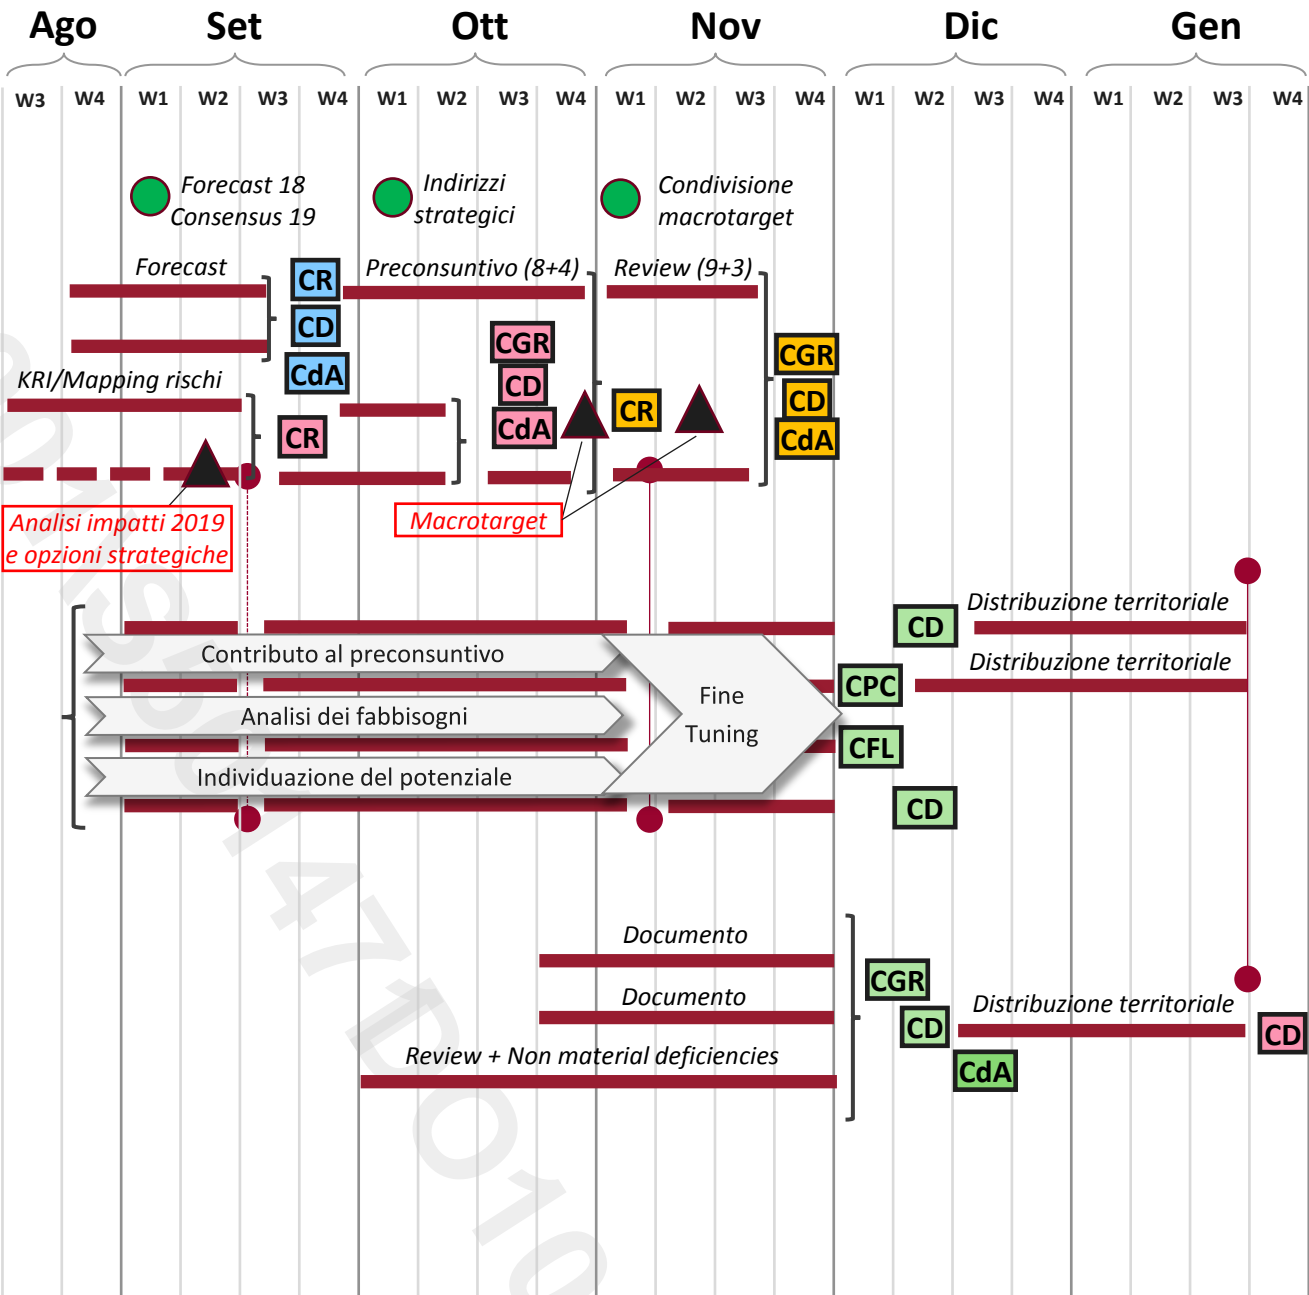 Ago Set Ott Nov Dic Gen
W3 W4 W1 W2 W3 W4 W1 W2 W3 W4 W1 W2 W3 W4 W1 W2 W3 W4 W1 W2 W3 W4
Forecast 18
Consensus 19
Indirizzi
strategici
Condivisione
macrotarget
Forecast
CR
Preconsuntivo (8+4)
Review (9+3)
CD
CdA
CGR
CD
CdA
CGR
CD
CdA
KRI/Mapping rischi
CR
CR
Analisi impatti 2019
e opzioni strategiche
Macrotarget
Distribuzione territoriale
CD
Contributo al preconsuntivo
Distribuzione territoriale
CPC
Fine
Tuning
Analisi dei fabbisogni
CFL
Individuazione del potenziale
CD
Documento
CGR
Documento
Distribuzione territoriale
CD
CD
Review + Non material deficiencies
CdA